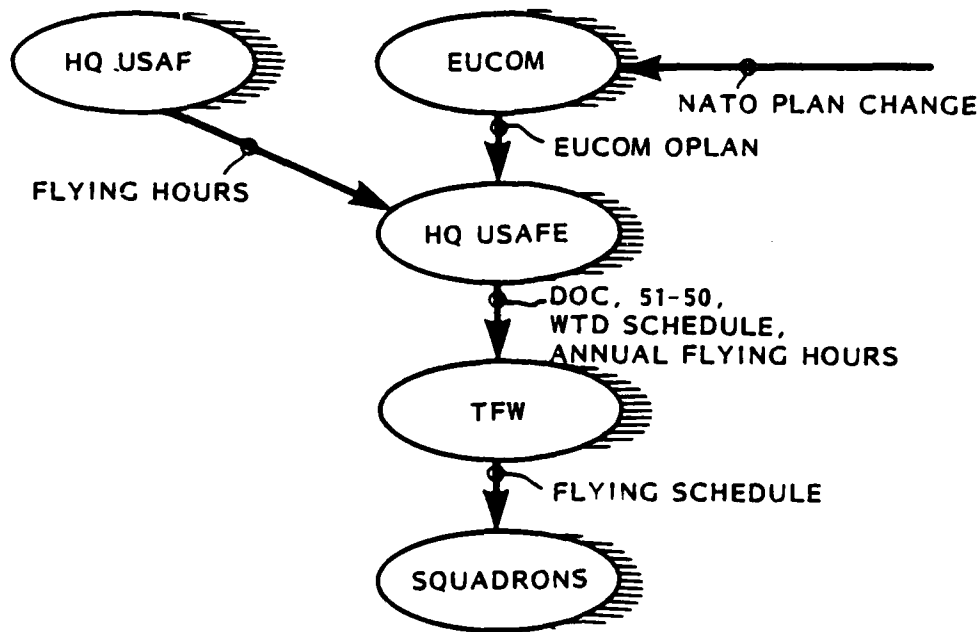 HQ USAF
EUCOM
NATO PLAN CHANGE
EUCOM OPLAN
FLYING HOURS
HQ USAFE
DOC, 51-50,
WTD SCHEDULE,
ANNUAL FLYING HOURS
TFW
FLYING SCHEDULE
SQUADRONS